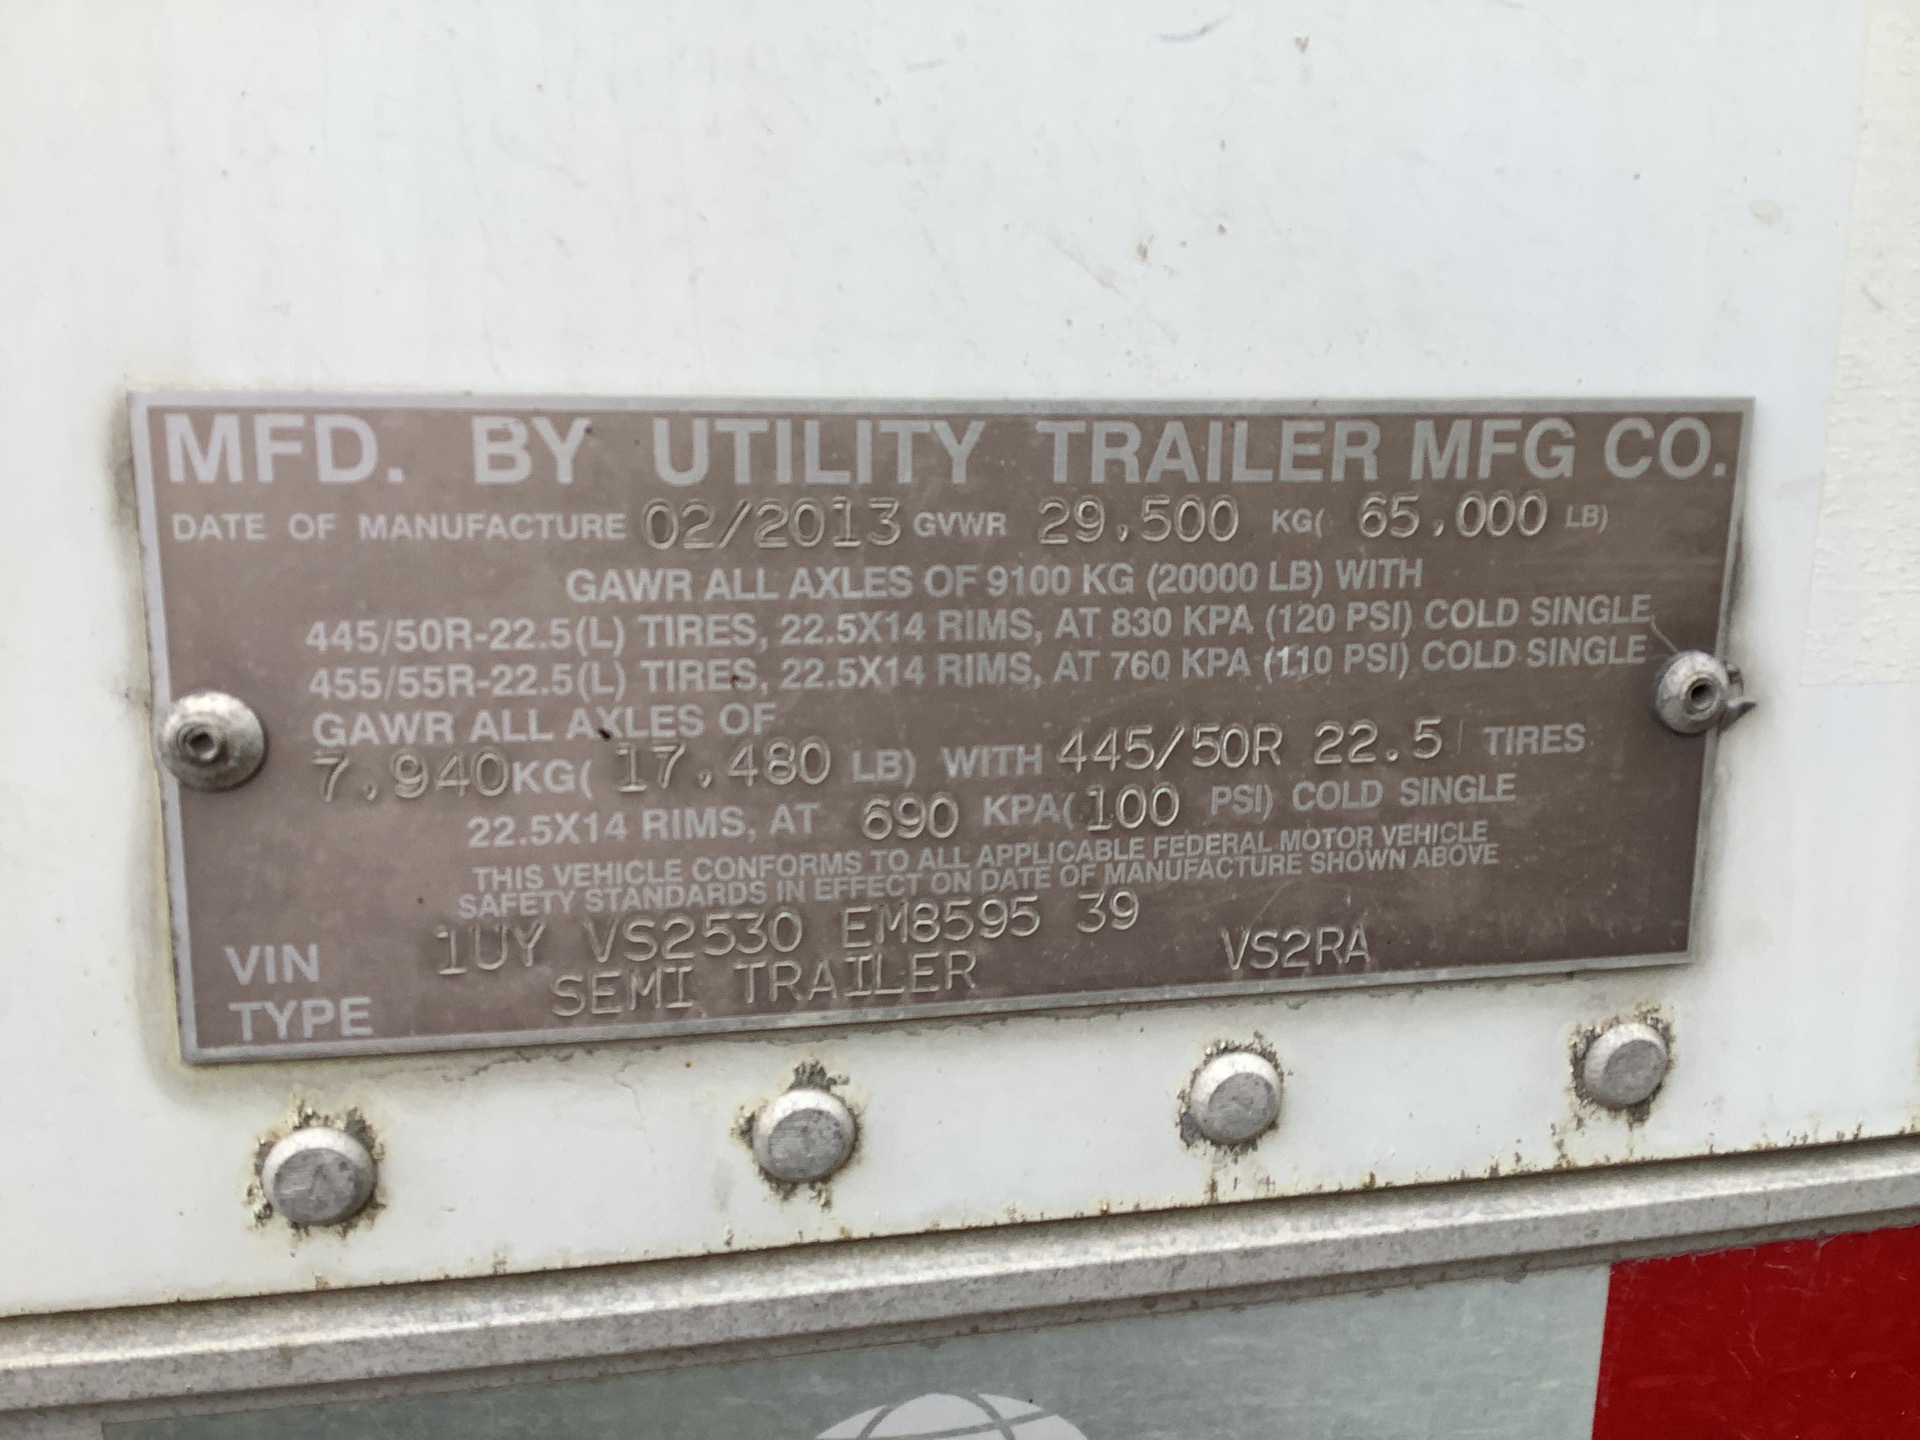 MFD. BY UTILITY TRAILER MFG CO.
DATE OF MANUFACTURE 02/2013 GVWR 29,500 KG( 65,000 LB)
GAWR ALL AXLES OF 9100 KG (20000 LB) WITH
445/50R-22.5(L) TIRES, 22.5X14 RIMS, AT 830 KPA (120 PSI) COLD SINGLE
455/55R-22.5(L) TIRES, 22.5X14 RIMS, AT 760 KPA (110 PSI) COLD SINGLE
GAWR ALL AXLES OF
7,940KG( 17,480 LB) WITH 445/50R 22.5 TIRES
22.5X14 RIMS, AT 690 KPA( 100 PSI) COLD SINGLE
THIS VEHICLE CONFORMS TO ALL APPLICABLE FEDERAL MOTOR VEHICLE
SAFETY STANDARDS IN EFFECT ON DATE OF MANUFACTURE SHOWN ABOVE
VIN 1UY VS2530 EM8595 39
TYPE SEMI TRAILER VS2RA